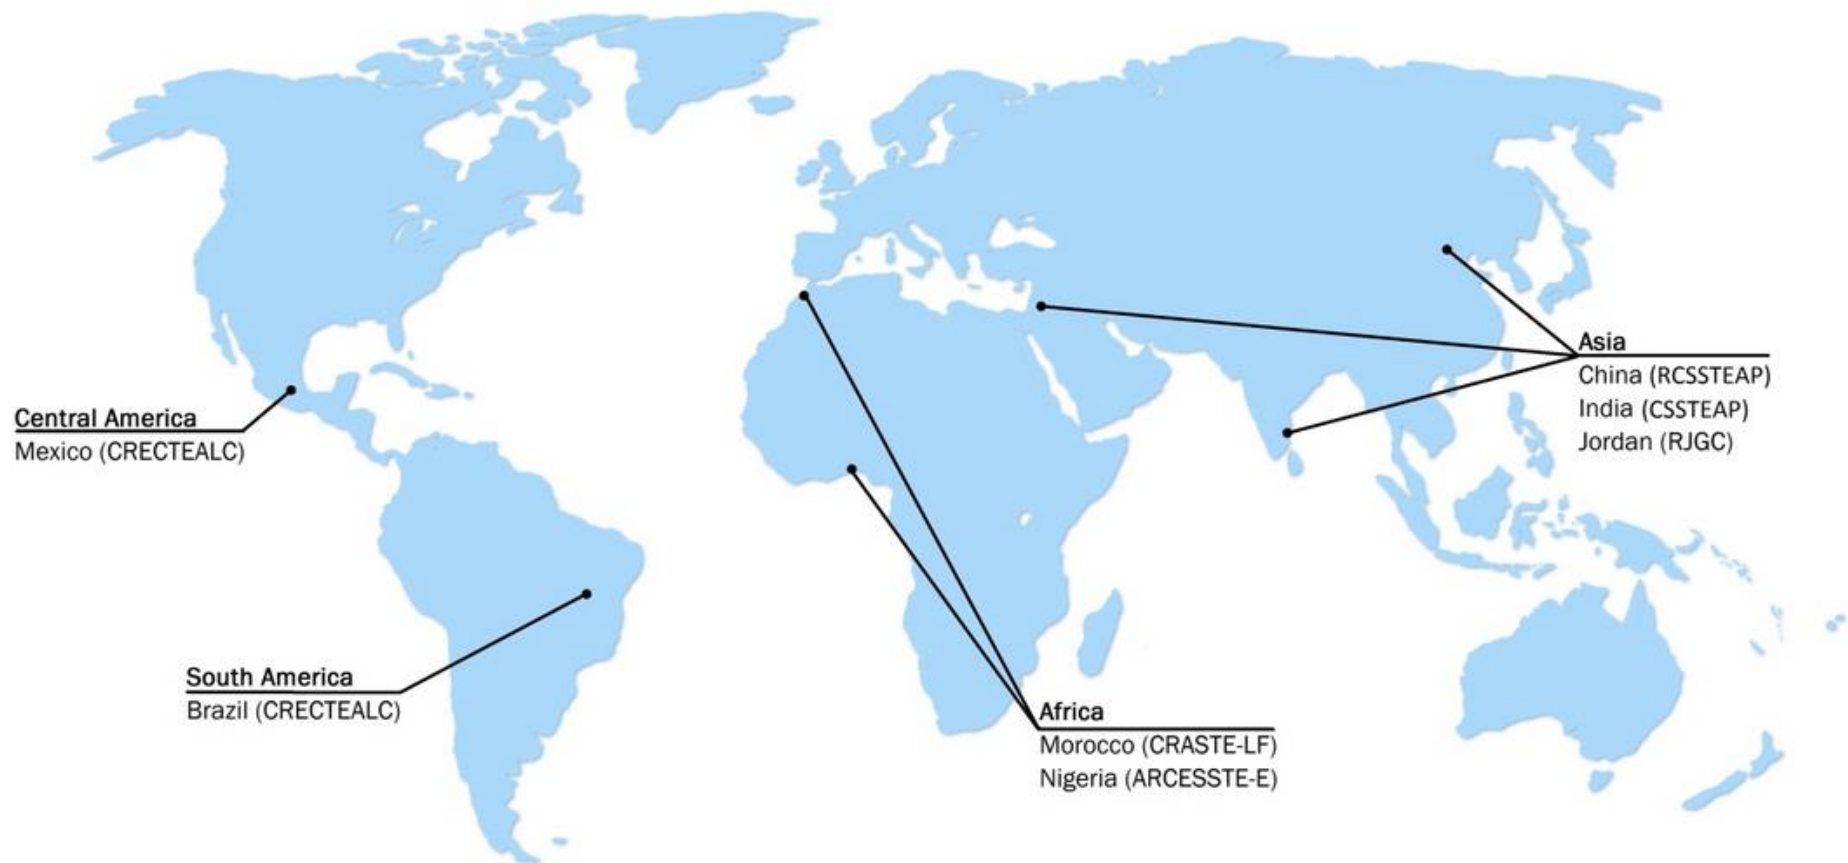 Central America
Mexico (CRECTEALC)
South America
Brazil (CRECTEALC)
Africa
Morocco (CRASTE-LF)
Nigeria (ARCESSTE-E)
Asia
China (RCSSTEAP)
India (CSSTEAP)
Jordan (RJGC)